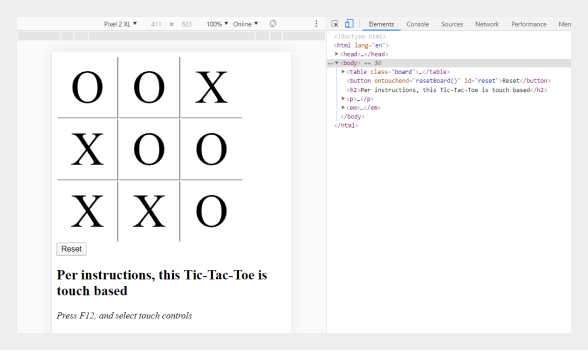 Pixel 2 XL ▼ 411 × 823 100% ▼ Online ▼
Elements Console Sources Network Performance Mem
<!doctype html>
<html lang="en">
▶<head>…</head>
…▼<body> == $0
▶<table class="board">…</table>
<button ontouchend="resetBoard()" id="reset">Reset</button>
<h2>Per instructions, this Tic-Tac-Toe is touch based</h2>
▶<p>…</p>
▶<em>…</em>
</body>
</html>
O O X
X O O
X X O
Reset
Per instructions, this Tic-Tac-Toe is
touch based
Press F12, and select touch controls